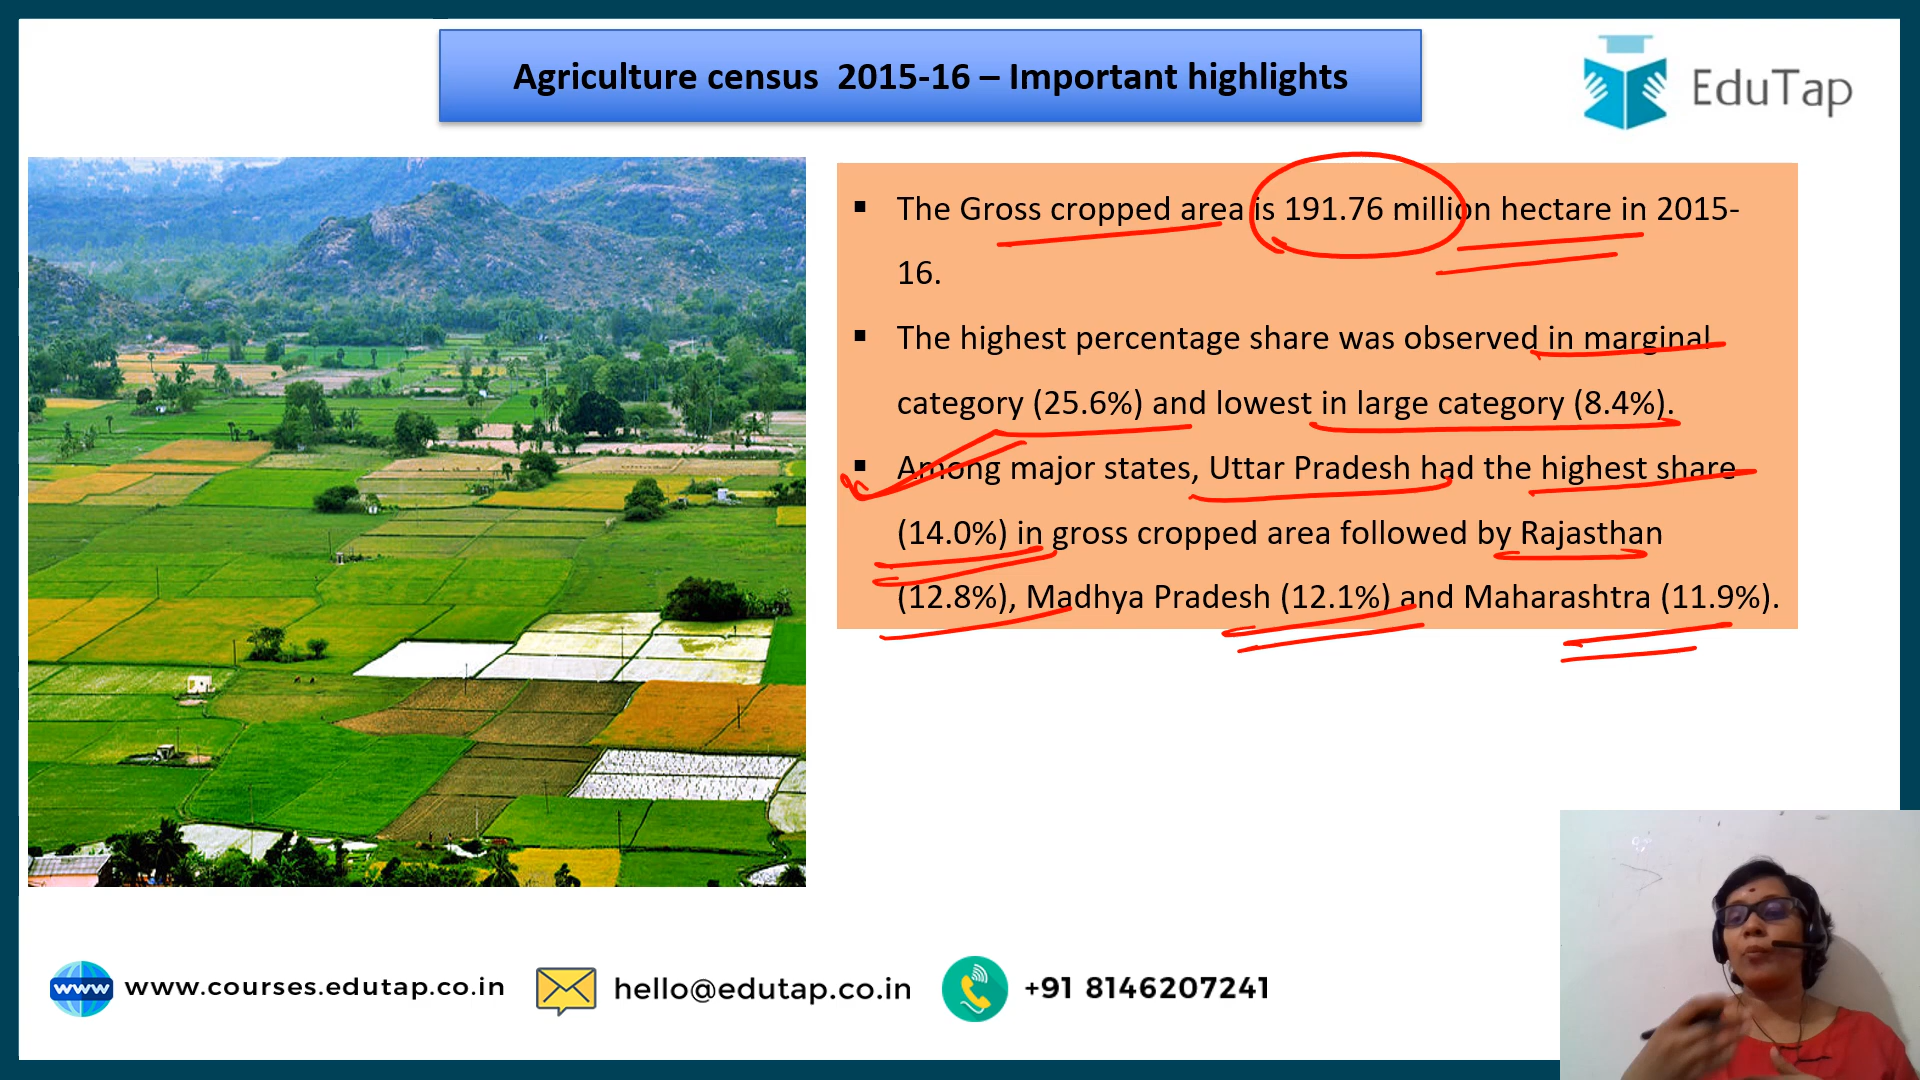 Agriculture census 2015-16 – Important highlights
EduTap
▪ The Gross cropped area is 191.76 million hectare in 2015-
16.
▪ The highest percentage share was observed in marginal
category (25.6%) and lowest in large category (8.4%).
▪ Among major states, Uttar Pradesh had the highest share
(14.0%) in gross cropped area followed by Rajasthan
(12.8%), Madhya Pradesh (12.1%) and Maharashtra (11.9%).
www www.courses.edutap.co.in
hello@edutap.co.in
+91 8146207241